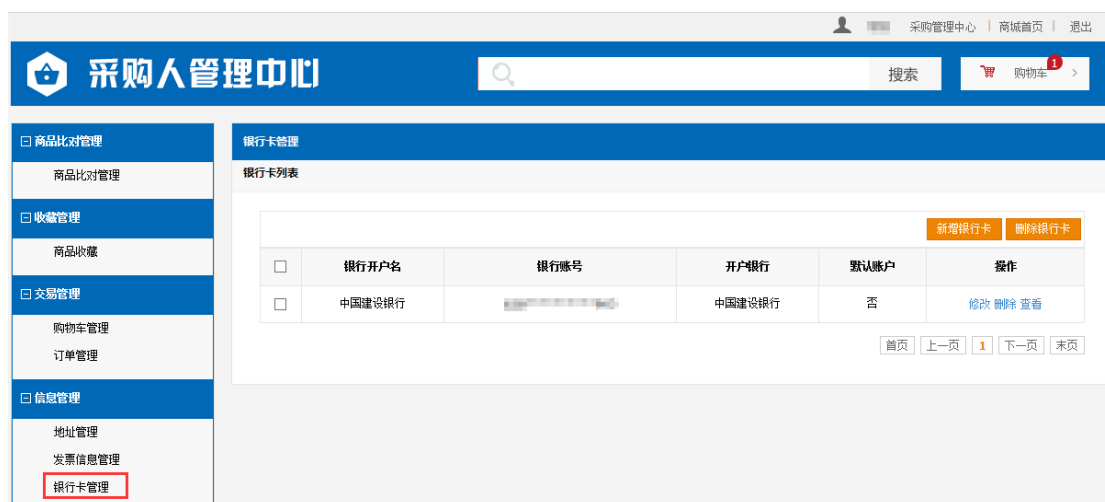 采购管理中心 | 商城首页 | 退出
采购人管理中心
搜索
购物车 1 >
商品比对管理
商品比对管理
收藏管理
商品收藏
交易管理
购物车管理
订单管理
信息管理
地址管理
发票信息管理
银行卡管理
银行卡管理
银行卡列表
新增银行卡 删除银行卡
银行开户名 银行账号 开户银行 默认账户 操作
中国建设银行 中国建设银行 否 修改 删除 查看
首页 上一页 1 下一页 末页